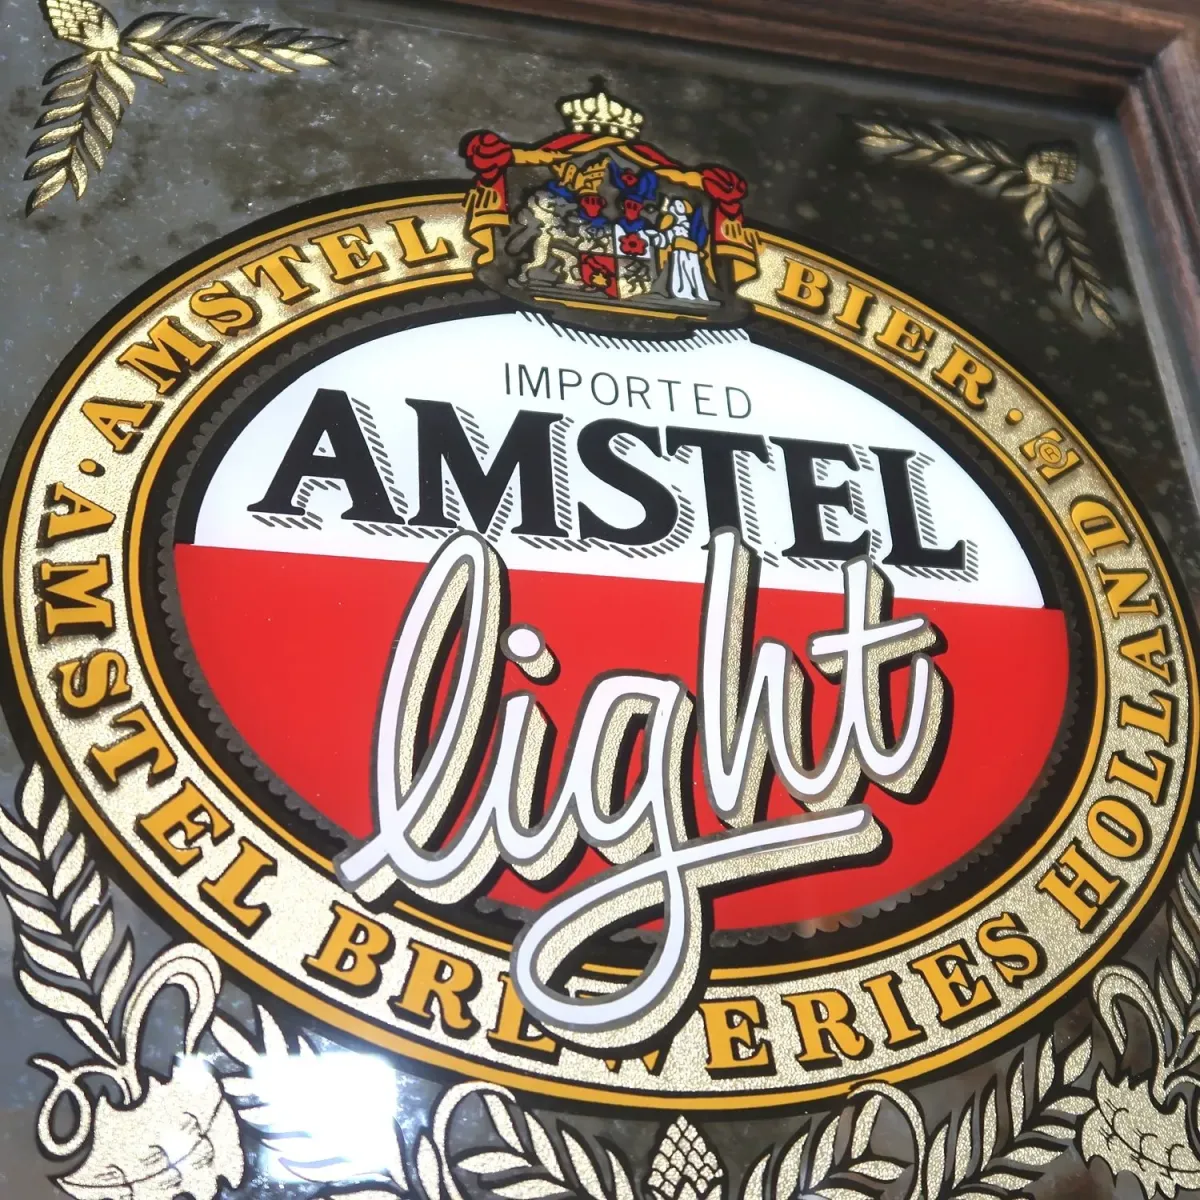 AMSTEL BIER
IMPORTED
AMSTEL
light
AMSTEL BREWERIES HOLLAND